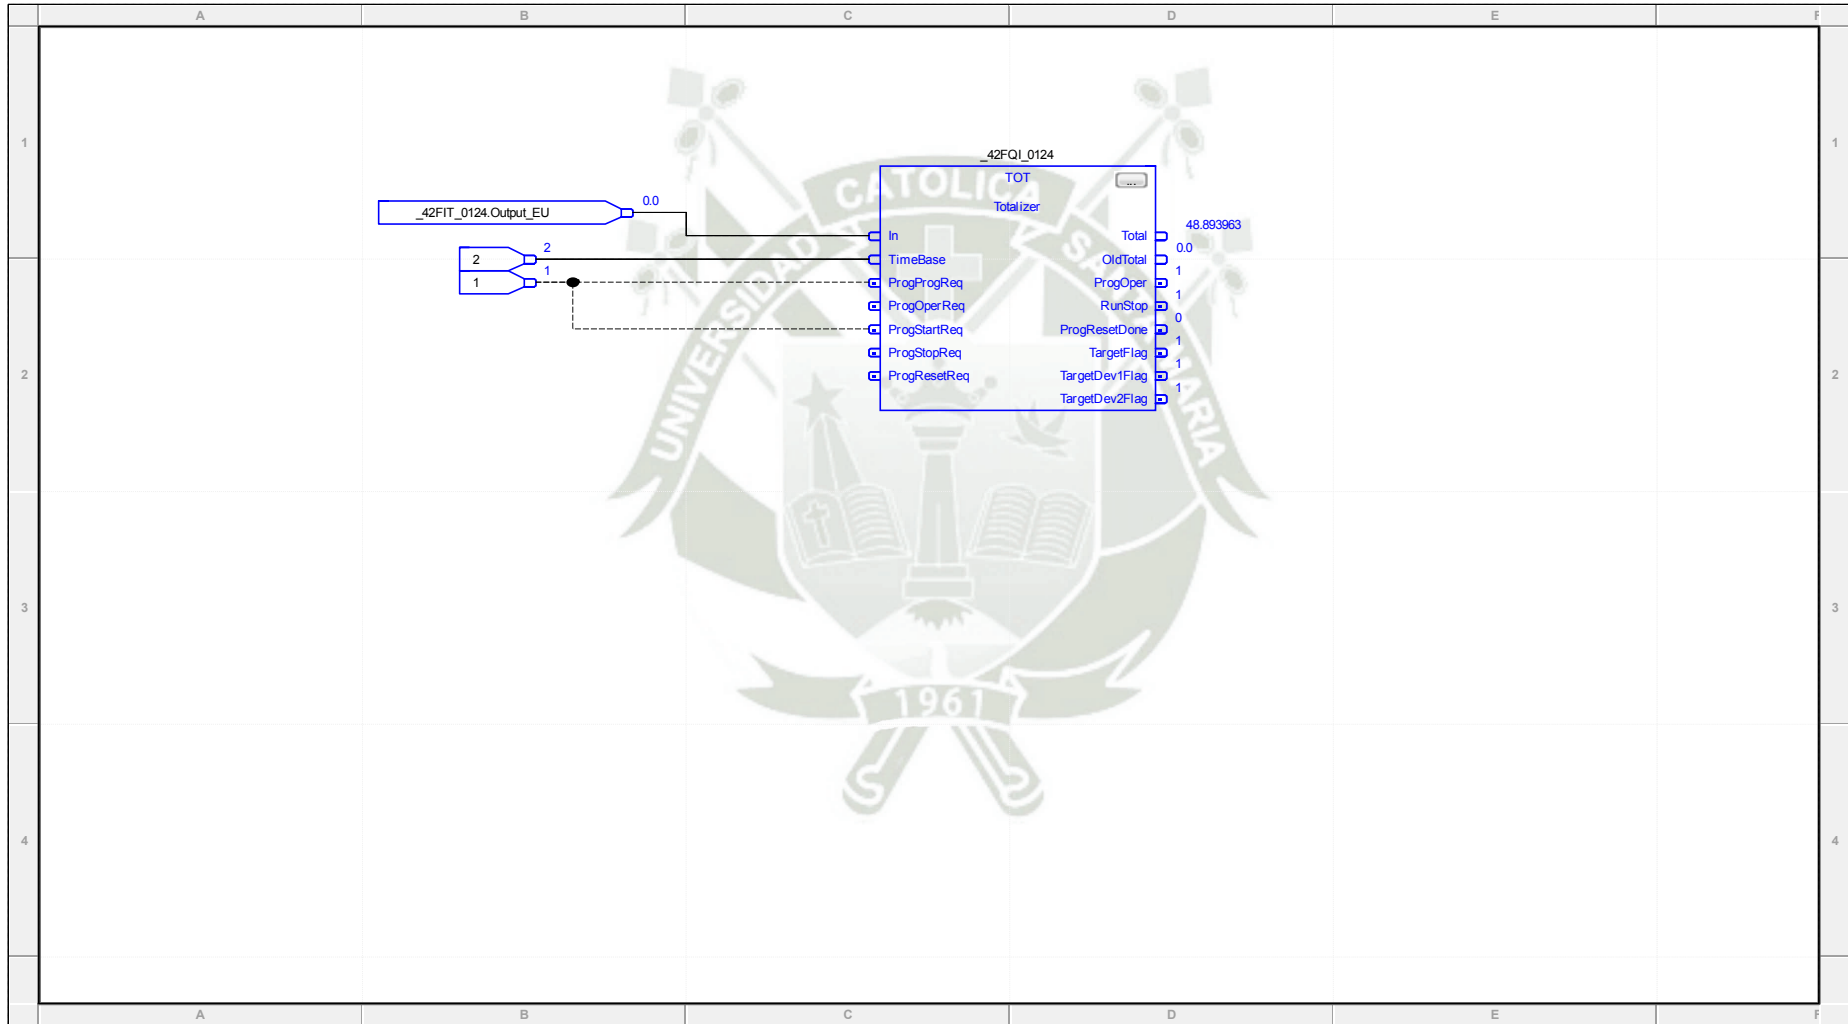 A B C D E F
1 1
_42FQI_0124
TOT
...
CATOLICA
_42FIT_0124.Output_EU 0.0
Totalizer
In Total 48.893963
2 2 TimeBase OldTotal 0.0
1 1 ProgProgReq ProgOper 1
ProgOperReq RunStop 1
ProgStartReq ProgResetDone 0
ProgStopReq TargetFlag 1
ProgResetReq TargetDev1Flag 1
TargetDev2Flag 1
UNIVERSIDAD
SANTA MARIA
2 2
3 3
1961
4 4
A B C D E F